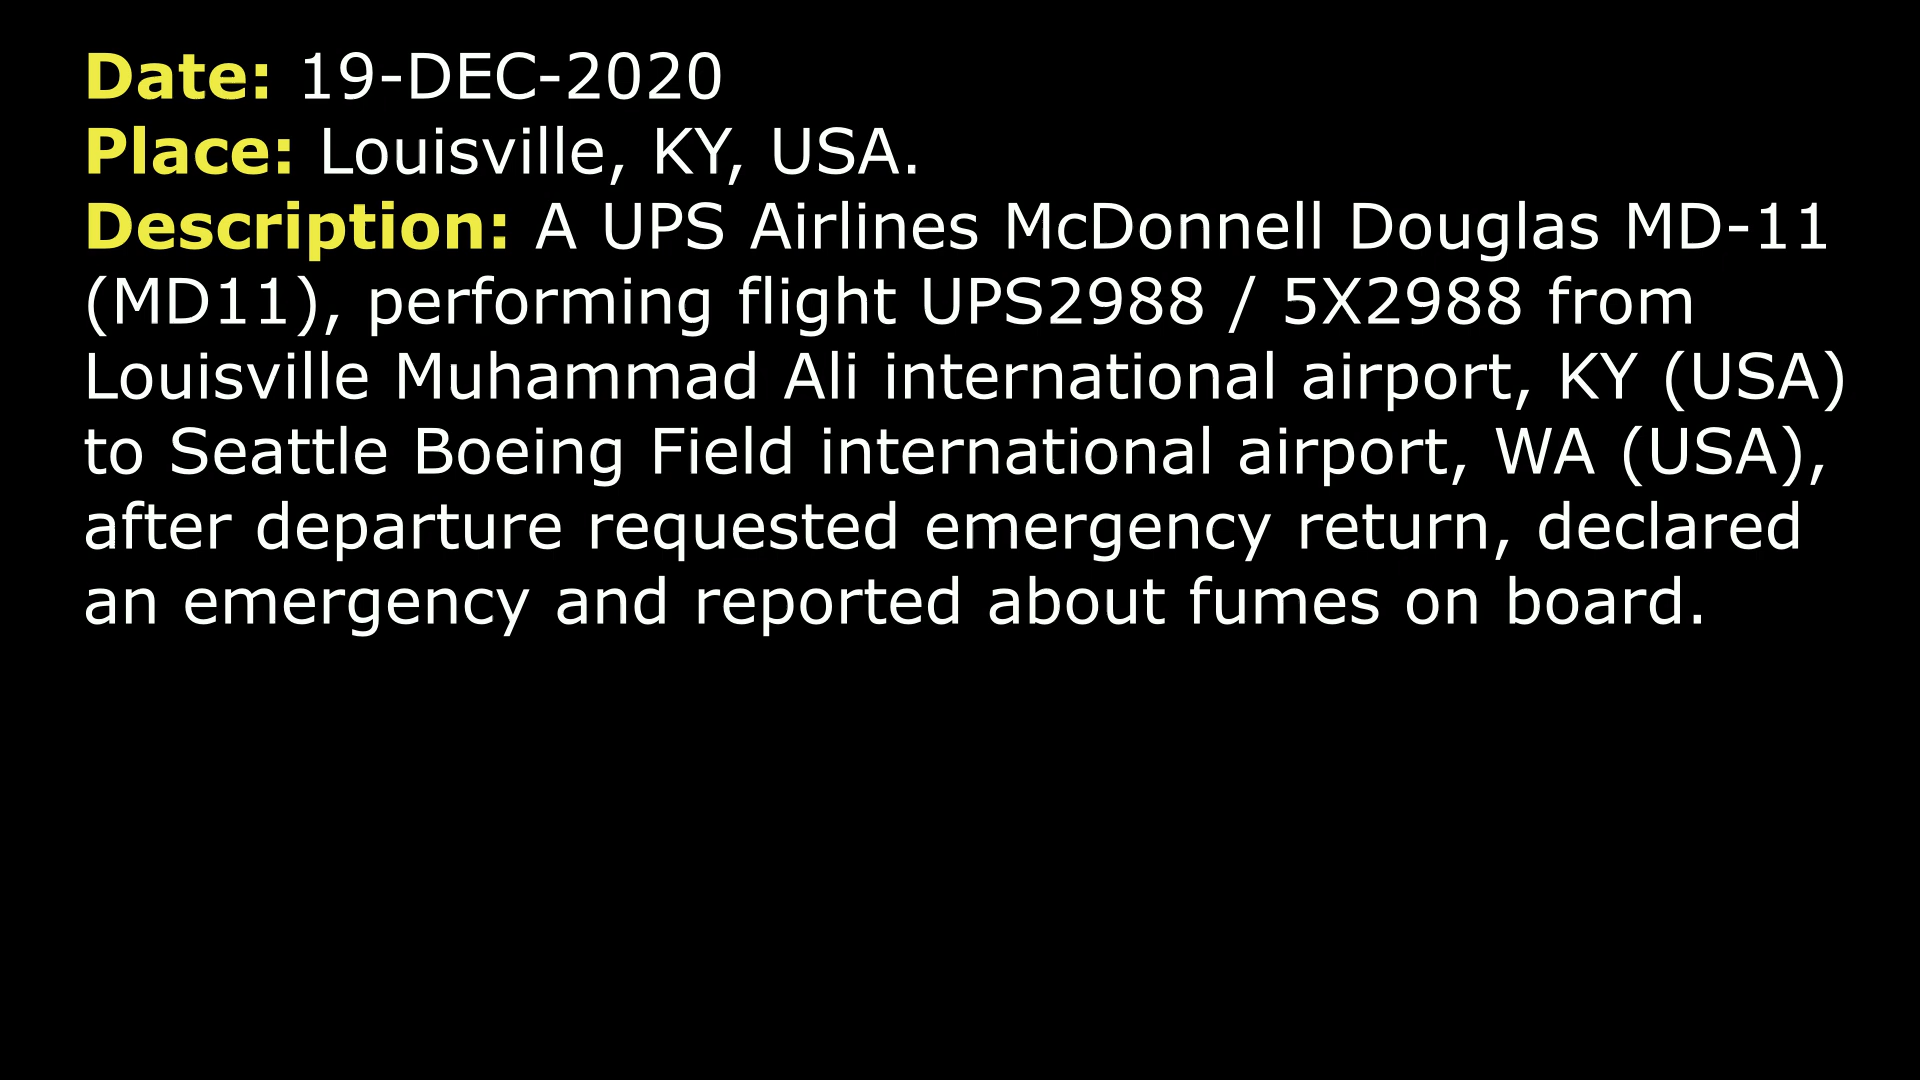 Date: 19-DEC-2020
Place: Louisville, KY, USA.
Description: A UPS Airlines McDonnell Douglas MD-11
(MD11), performing flight UPS2988 / 5X2988 from
Louisville Muhammad Ali international airport, KY (USA)
to Seattle Boeing Field international airport, WA (USA),
after departure requested emergency return, declared
an emergency and reported about fumes on board.